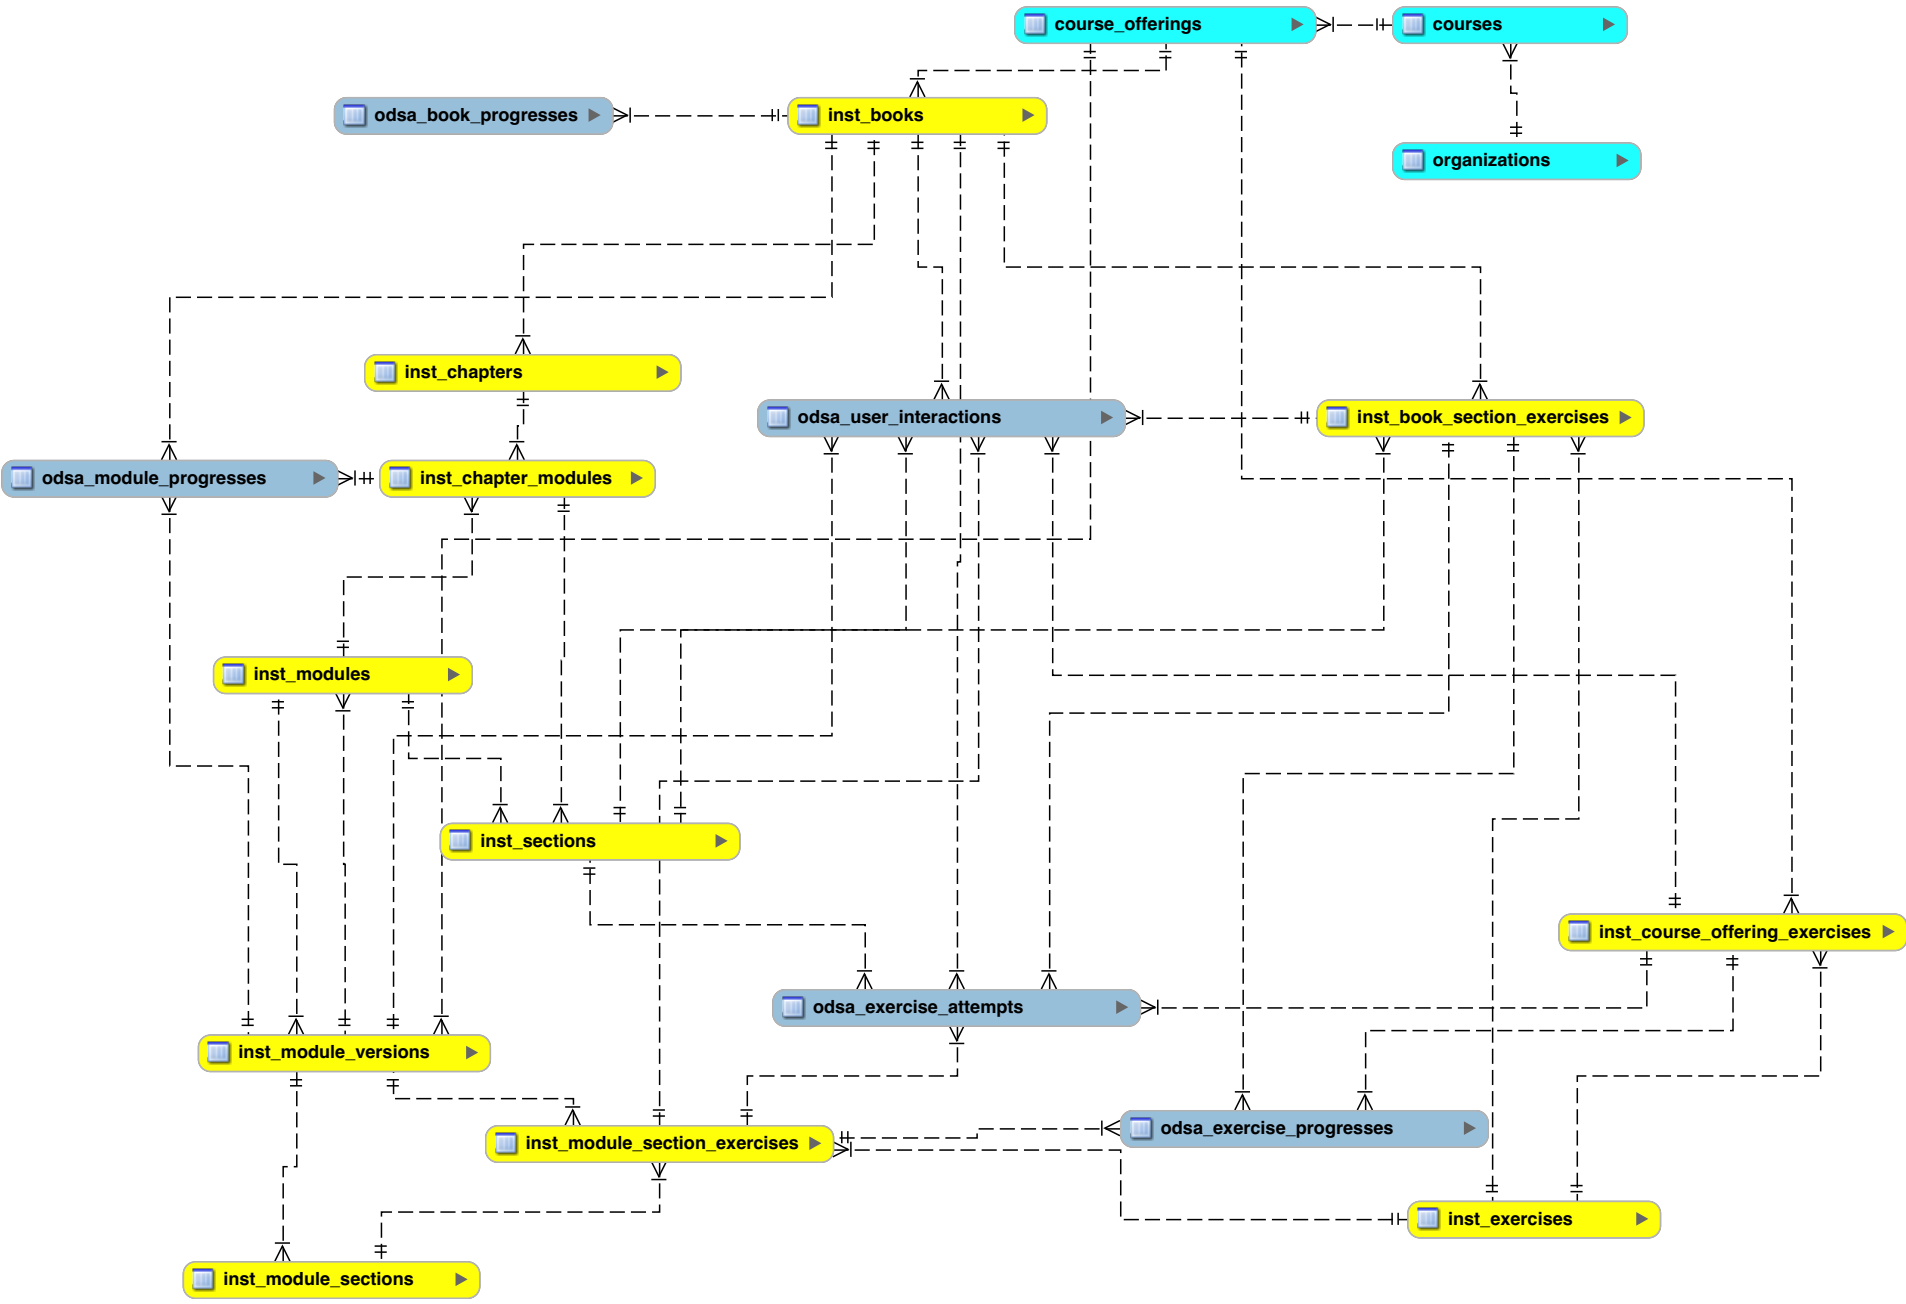 course_offerings
courses
odsa_book_progresses
inst_books
organizations
inst_chapters
odsa_user_interactions
inst_book_section_exercises
odsa_module_progresses
inst_chapter_modules
inst_modules
inst_sections
inst_course_offering_exercises
odsa_exercise_attempts
inst_module_versions
odsa_exercise_progresses
inst_module_section_exercises
inst_exercises
inst_module_sections